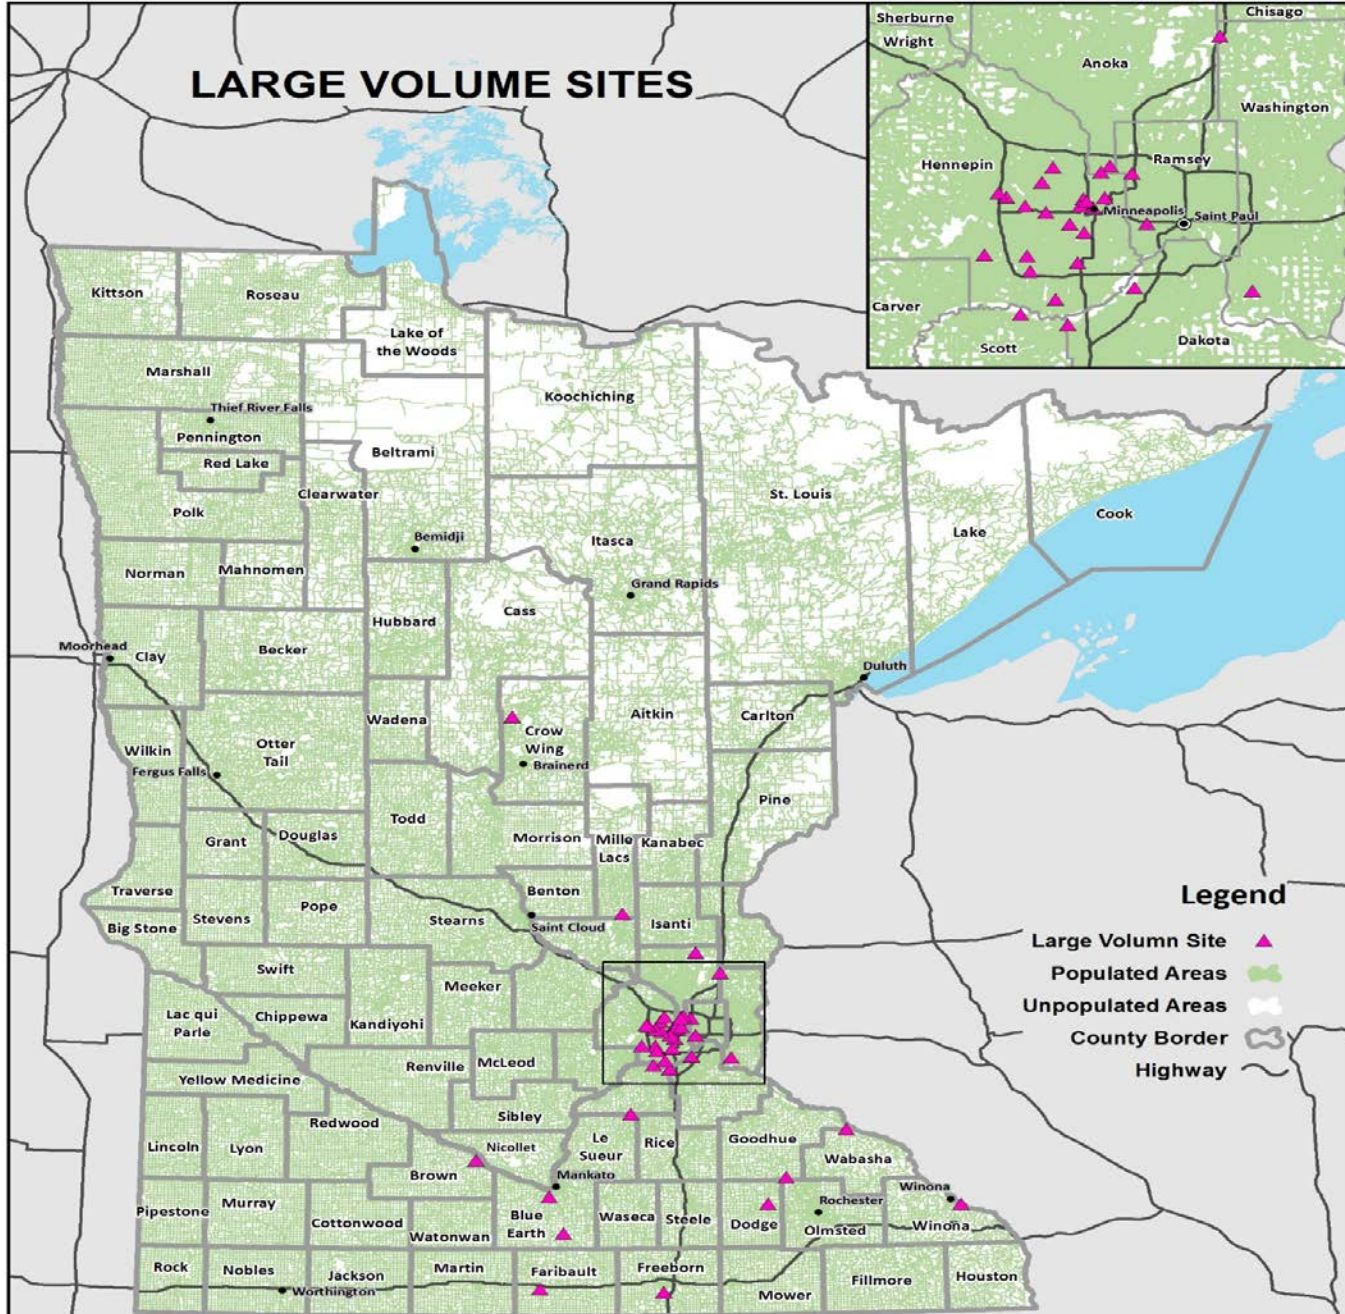 LARGE VOLUME SITES
Sherburne
Chisago
Wright
Anoka
Washington
Hennepin
Ramsey
Minneapolis
Saint Paul
Carver
Scott
Dakota
Kittson
Roseau
Lake of
the Woods
Marshall
Koochiching
Thief River Falls
Pennington
Beltrami
Red Lake
Clearwater
St. Louis
Polk
Cook
Lake
Bemidji
Itasca
Norman
Mahnomen
Grand Rapids
Cass
Hubbard
Moorhead
Clay
Becker
Duluth
Wadena
Aitkin
Carlton
Crow
Wing
Otter
Tail
Wilkin
Fergus Falls
Brainerd
Pine
Todd
Grant
Douglas
Morrison
Mille
Lacs
Kanabec
Traverse
Benton
Legend
Pope
Stevens
Stearns
Big Stone
Saint Cloud
Isanti
Large Volumn Site
Swift
Populated Areas
Meeker
Unpopulated Areas
Lac qui
Parle
Chippewa
Kandiyohi
County Border
McLeod
Renville
Highway
Yellow Medicine
Sibley
Redwood
Lincoln
Lyon
Nicollet
Le
Sueur
Rice
Goodhue
Wabasha
Brown
Mankato
Winona
Pipestone
Murray
Rochester
Cottonwood
Blue
Earth
Waseca
Steele
Dodge
Olmsted
Winona
Watonwan
Rock
Nobles
Jackson
Martin
Faribault
Freeborn
Fillmore
Houston
Worthington
Mower